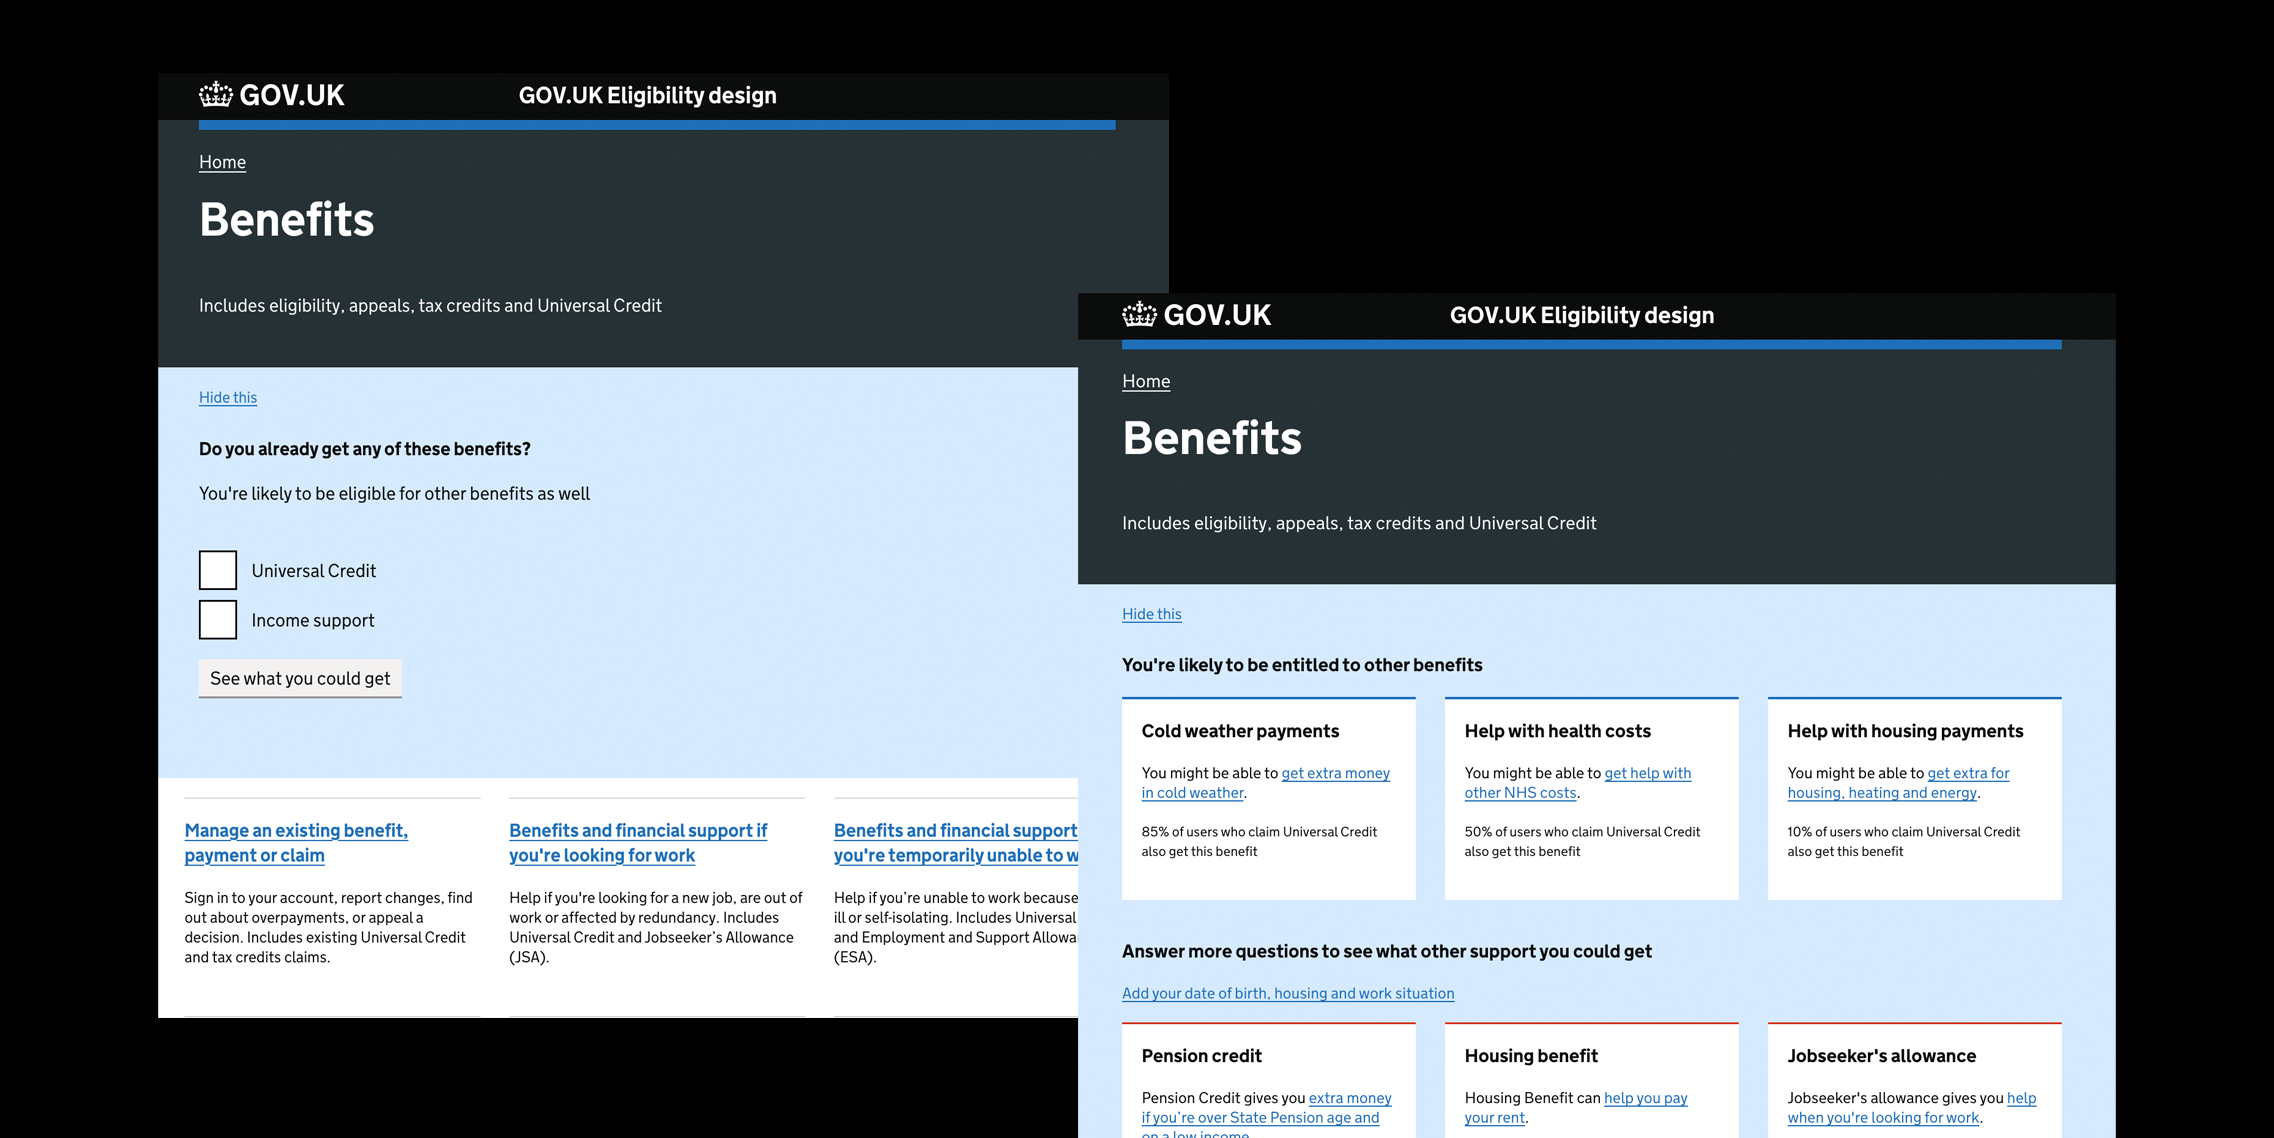 GOV.UK
GOV.UK Eligibility design
Home
Benefits
Includes eligibility, appeals, tax credits and Universal Credit
Hide this
Do you already get any of these benefits?
You're likely to be eligible for other benefits as well
Universal Credit
Income support
See what you could get
Manage an existing benefit,
payment or claim
Sign in to your account, report changes, find
out about overpayments, or appeal a
decision. Includes existing Universal Credit
and tax credits claims.
Benefits and financial support if
you're looking for work
Help if you're looking for a new job, are out of
work or affected by redundancy. Includes
Universal Credit and Jobseeker’s Allowance
(JSA).
Benefits and financial support
you're temporarily unable to w
Help if you’re unable to work because
ill or self-isolating. Includes Universal
and Employment and Support Allowa
(ESA).
GOV.UK
GOV.UK Eligibility design
Home
Benefits
Includes eligibility, appeals, tax credits and Universal Credit
Hide this
You're likely to be entitled to other benefits
Cold weather payments
You might be able to get extra money
in cold weather.
85% of users who claim Universal Credit
also get this benefit
Help with health costs
You might be able to get help with
other NHS costs.
50% of users who claim Universal Credit
also get this benefit
Help with housing payments
You might be able to get extra for
housing, heating and energy.
10% of users who claim Universal Credit
also get this benefit
Answer more questions to see what other support you could get
Add your date of birth, housing and work situation
Pension credit
Pension Credit gives you extra money
if you’re over State Pension age and
on a low income.
Housing benefit
Housing Benefit can help you pay
your rent.
Jobseeker's allowance
Jobseeker's allowance gives you help
when you're looking for work.